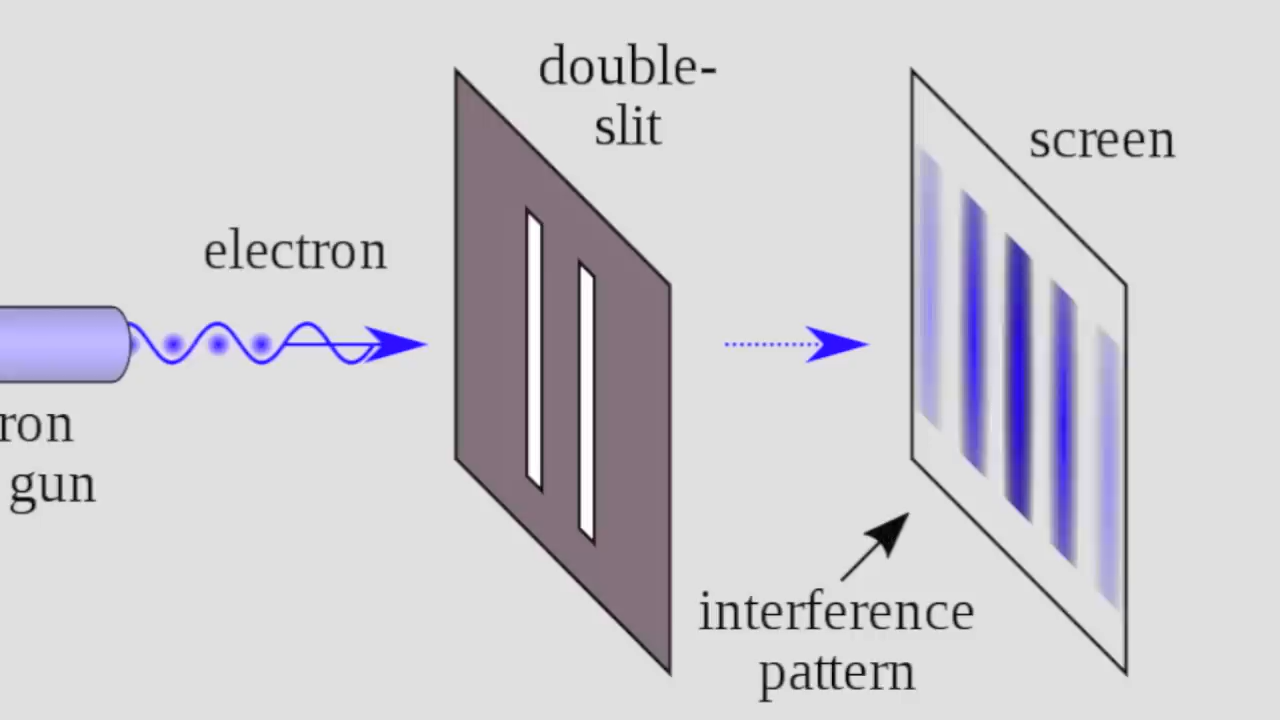 double-
slit
screen
electron
ron
gun
interference
pattern